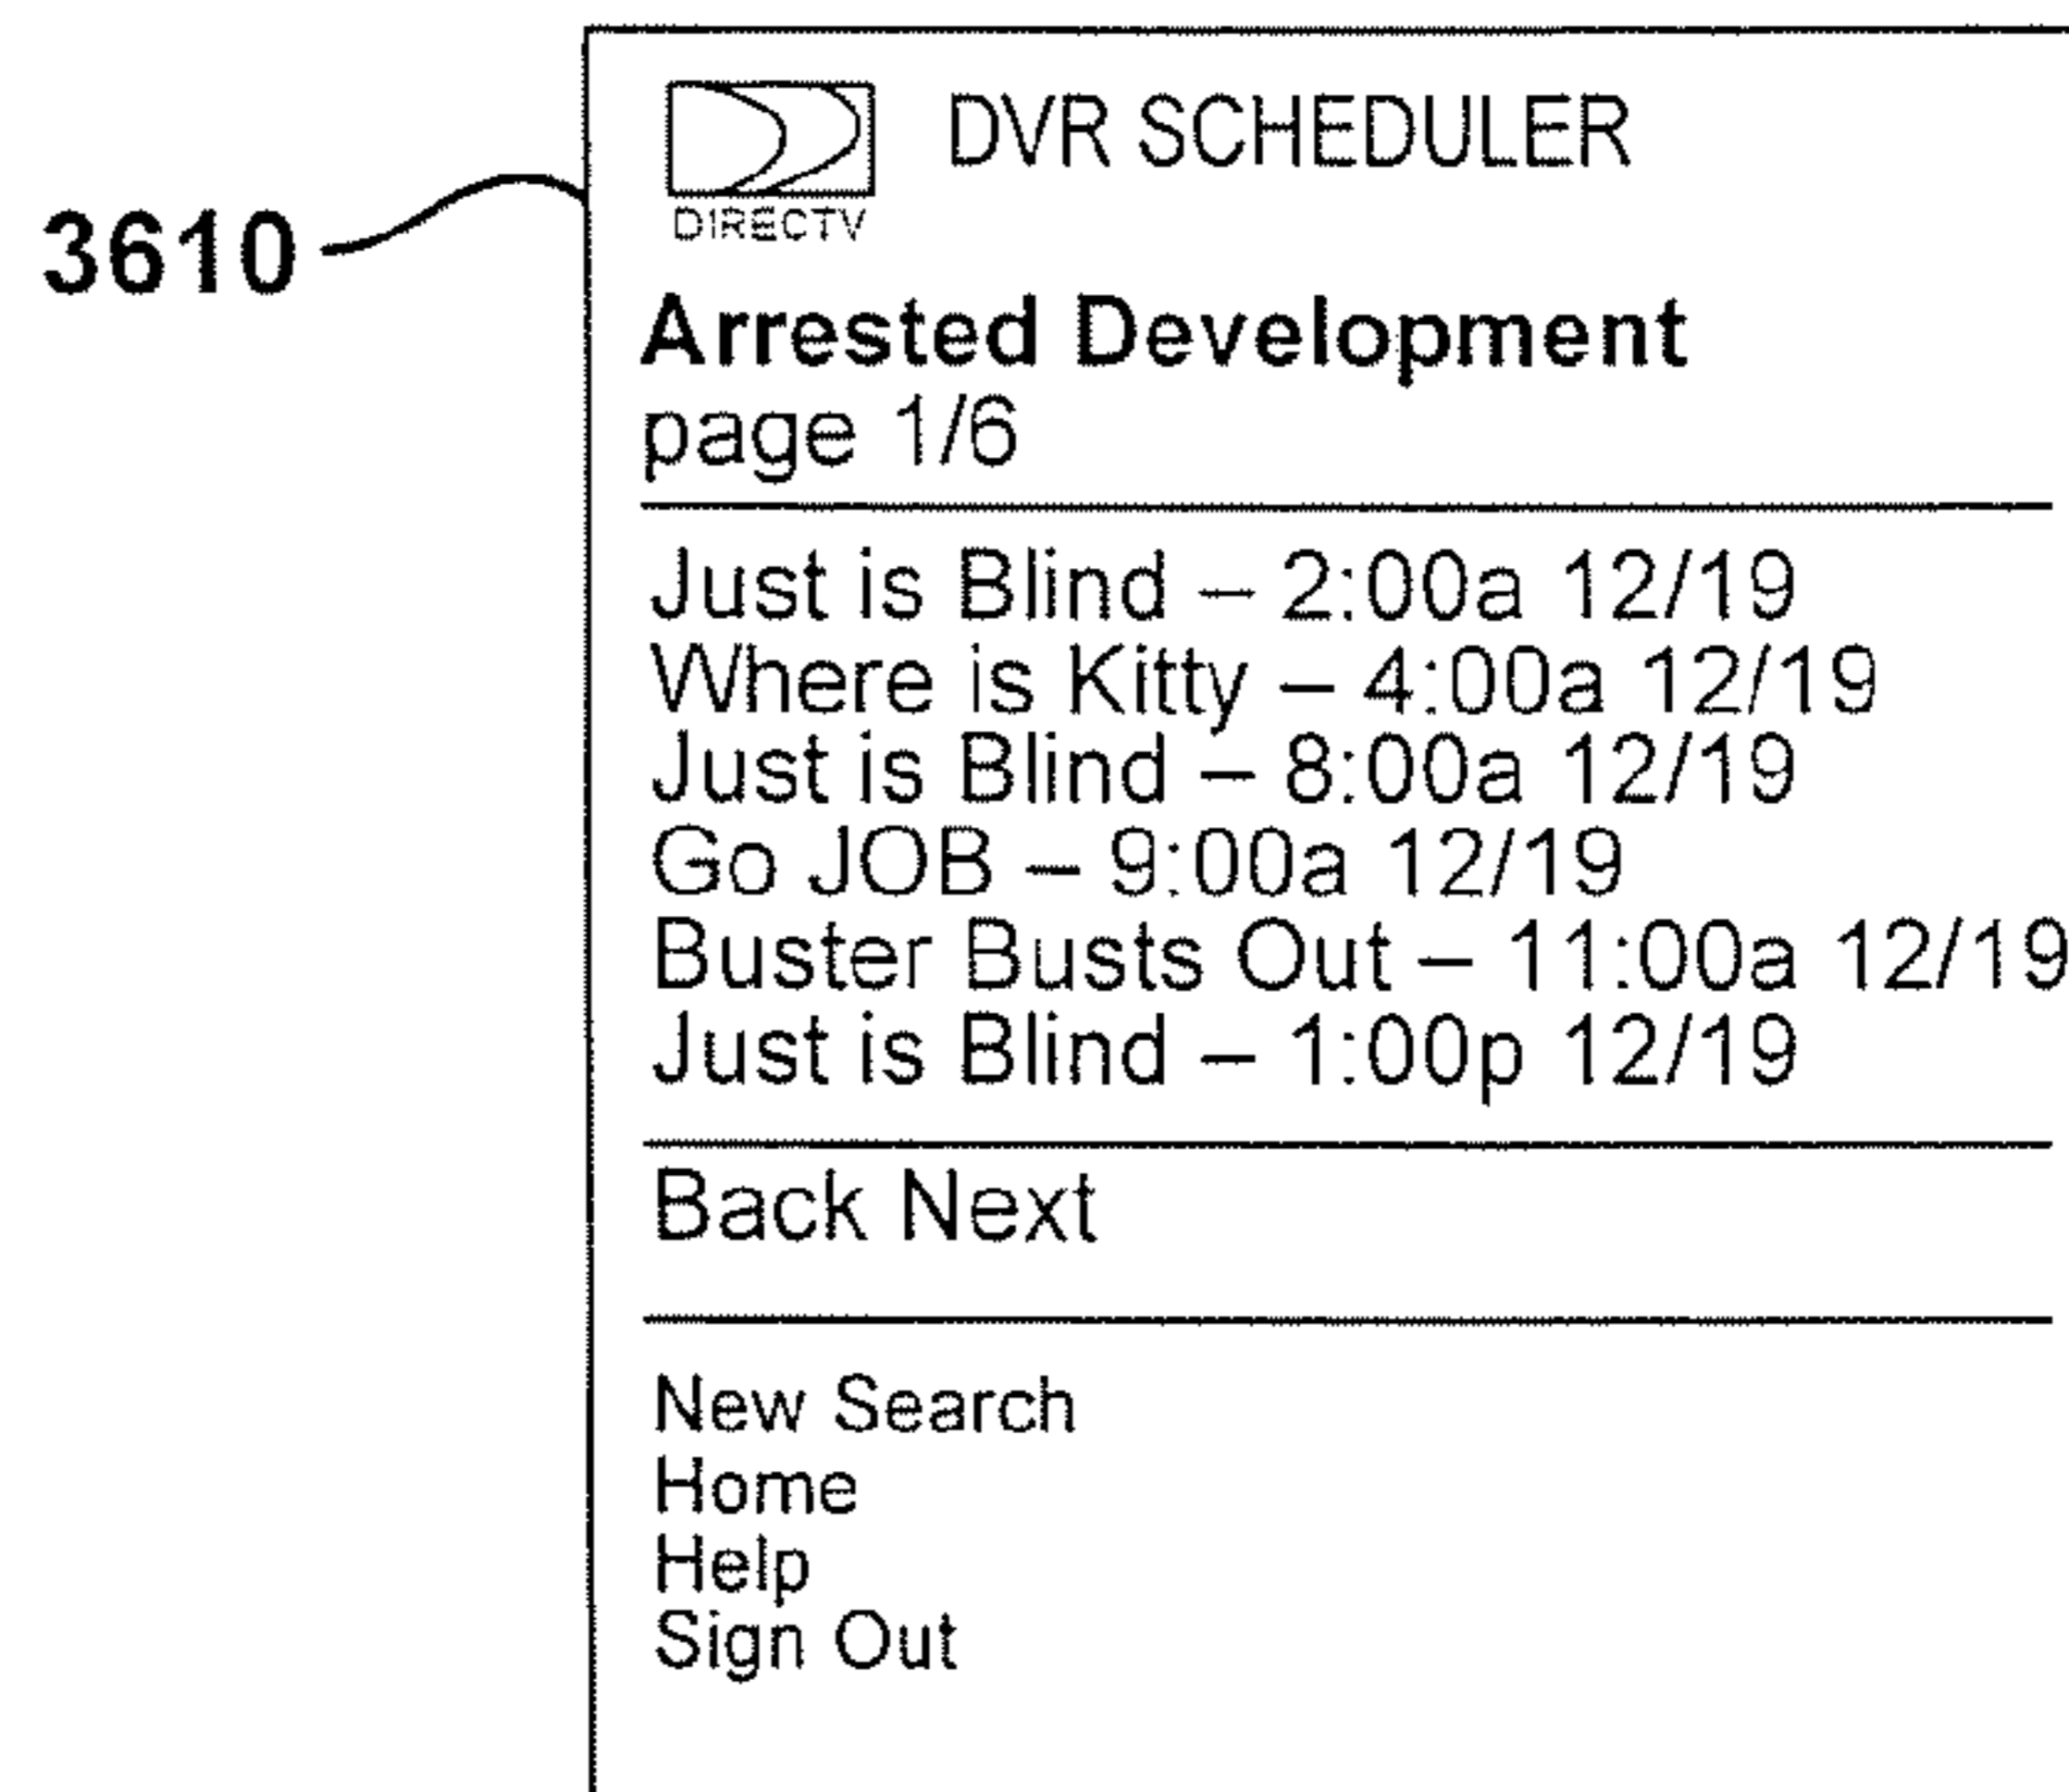 DVR SCHEDULER
DIRECTV
3610
Arrested Development
page 1/6
Just is Blind – 2:00a 12/19
Where is Kitty – 4:00a 12/19
Just is Blind – 8:00a 12/19
Go JOB – 9:00a 12/19
Buster Busts Out – 11:00a 12/19
Just is Blind – 1:00p 12/19
Back Next
New Search
Home
Help
Sign Out